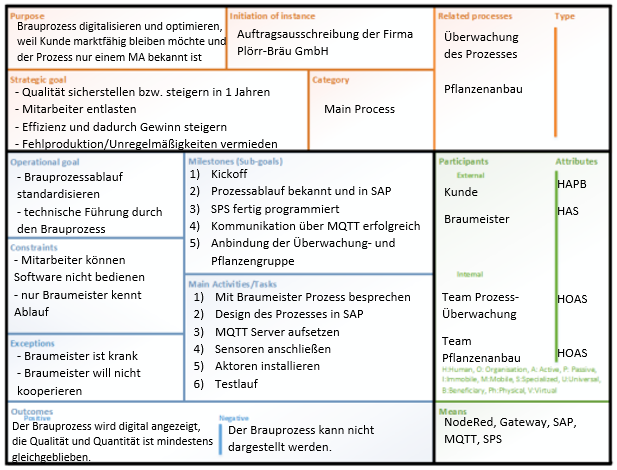 Purpose
Brauprozess digitalisieren und optimieren,
weil Kunde marktfähig bleiben möchte und
der Prozess nur einem MA bekannt ist
Initiation of instance
Auftragsausschreibung der Firma
Plörr-Bräu GmbH
Related processes
Type
Überwachung
des Prozesses
Pflanzenanbau
Strategic goal
- Qualität sicherstellen bzw. steigern in 1 Jahren
- Mitarbeiter entlasten
- Effizienz und dadurch Gewinn steigern
- Fehlproduktion/Unregelmäßigkeiten vermieden
Category
Main Process
Operational goal
- Brauprozessablauf
standardisieren
- technische Führung durch
den Brauprozess
Milestones (Sub-goals)
1) Kickoff
2) Prozessablauf bekannt und in SAP
3) SPS fertig programmiert
4) Kommunikation über MQTT erfolgreich
5) Anbindung der Überwachung- und
Pflanzengruppe
Participants
Attributes
External
Kunde
HAPB
Braumeister
HAS
Internal
Team Prozess-
Überwachung
HOAS
Team
Pflanzenanbau
HOAS
H:Human, O: Organisation, A: Active, P: Passive,
I:Immobile, M:Mobile, S:Specialized, U:Universal,
B:Beneficiary, Ph:Physical, V:Virtual
Constraints
- Mitarbeiter können
Software nicht bedienen
- nur Braumeister kennt
Ablauf
Main Activities/Tasks
1) Mit Braumeister Prozess besprechen
2) Design des Prozesses in SAP
3) MQTT Server aufsetzen
4) Sensoren anschließen
5) Aktoren installieren
6) Testlauf
Exceptions
- Braumeister ist krank
- Braumeister will nicht
kooperieren
Outcomes
Positive
Der Brauprozess wird digital angezeigt,
die Qualität und Quantität ist mindestens
gleichgeblieben.
Negative
Der Brauprozess kann nicht
dargestellt werden.
Means
NodeRed, Gateway, SAP,
MQTT, SPS